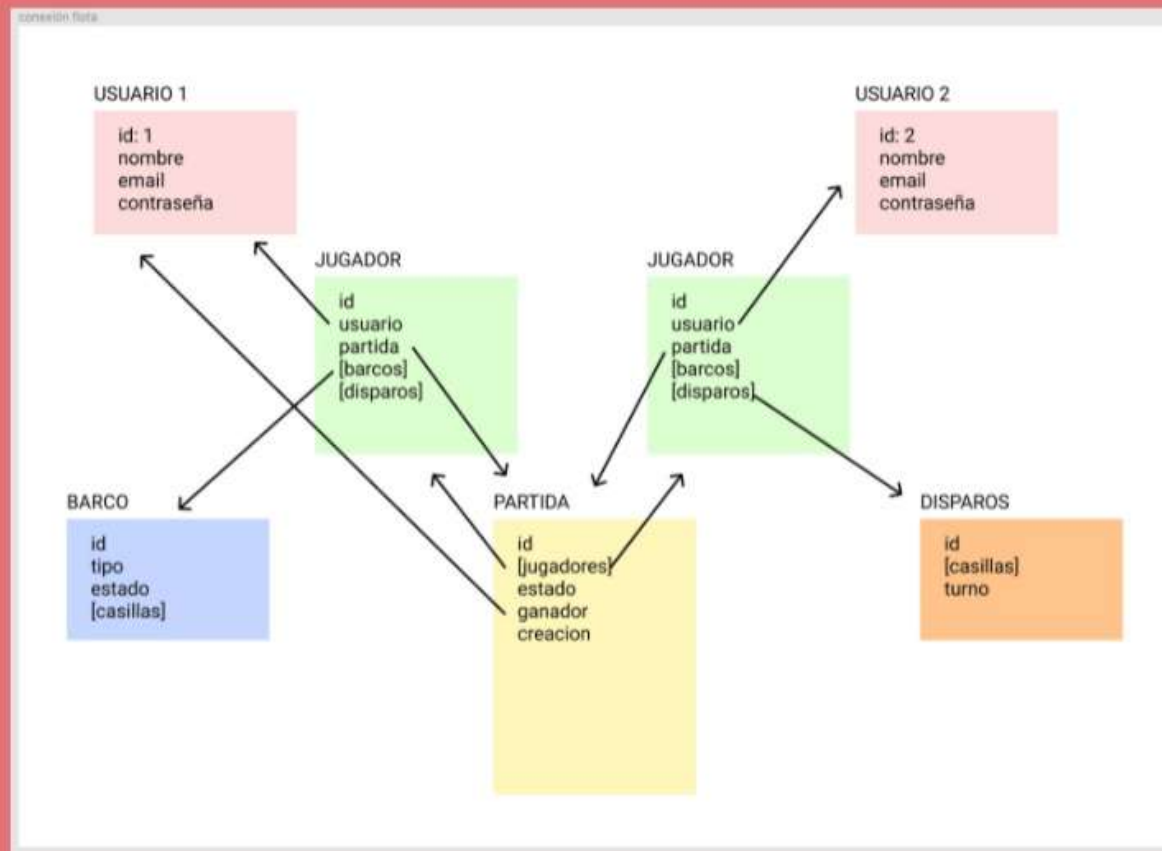 conexión flota
USUARIO 1
id: 1
nombre
email
contraseña
USUARIO 2
id: 2
nombre
email
contraseña
JUGADOR
id
usuario
partida
[barcos]
[disparos]
JUGADOR
id
usuario
partida
[barcos]
[disparos]
BARCO
id
tipo
estado
[casillas]
PARTIDA
id
[jugadores]
estado
ganador
creacion
DISPAROS
id
[casillas]
turno